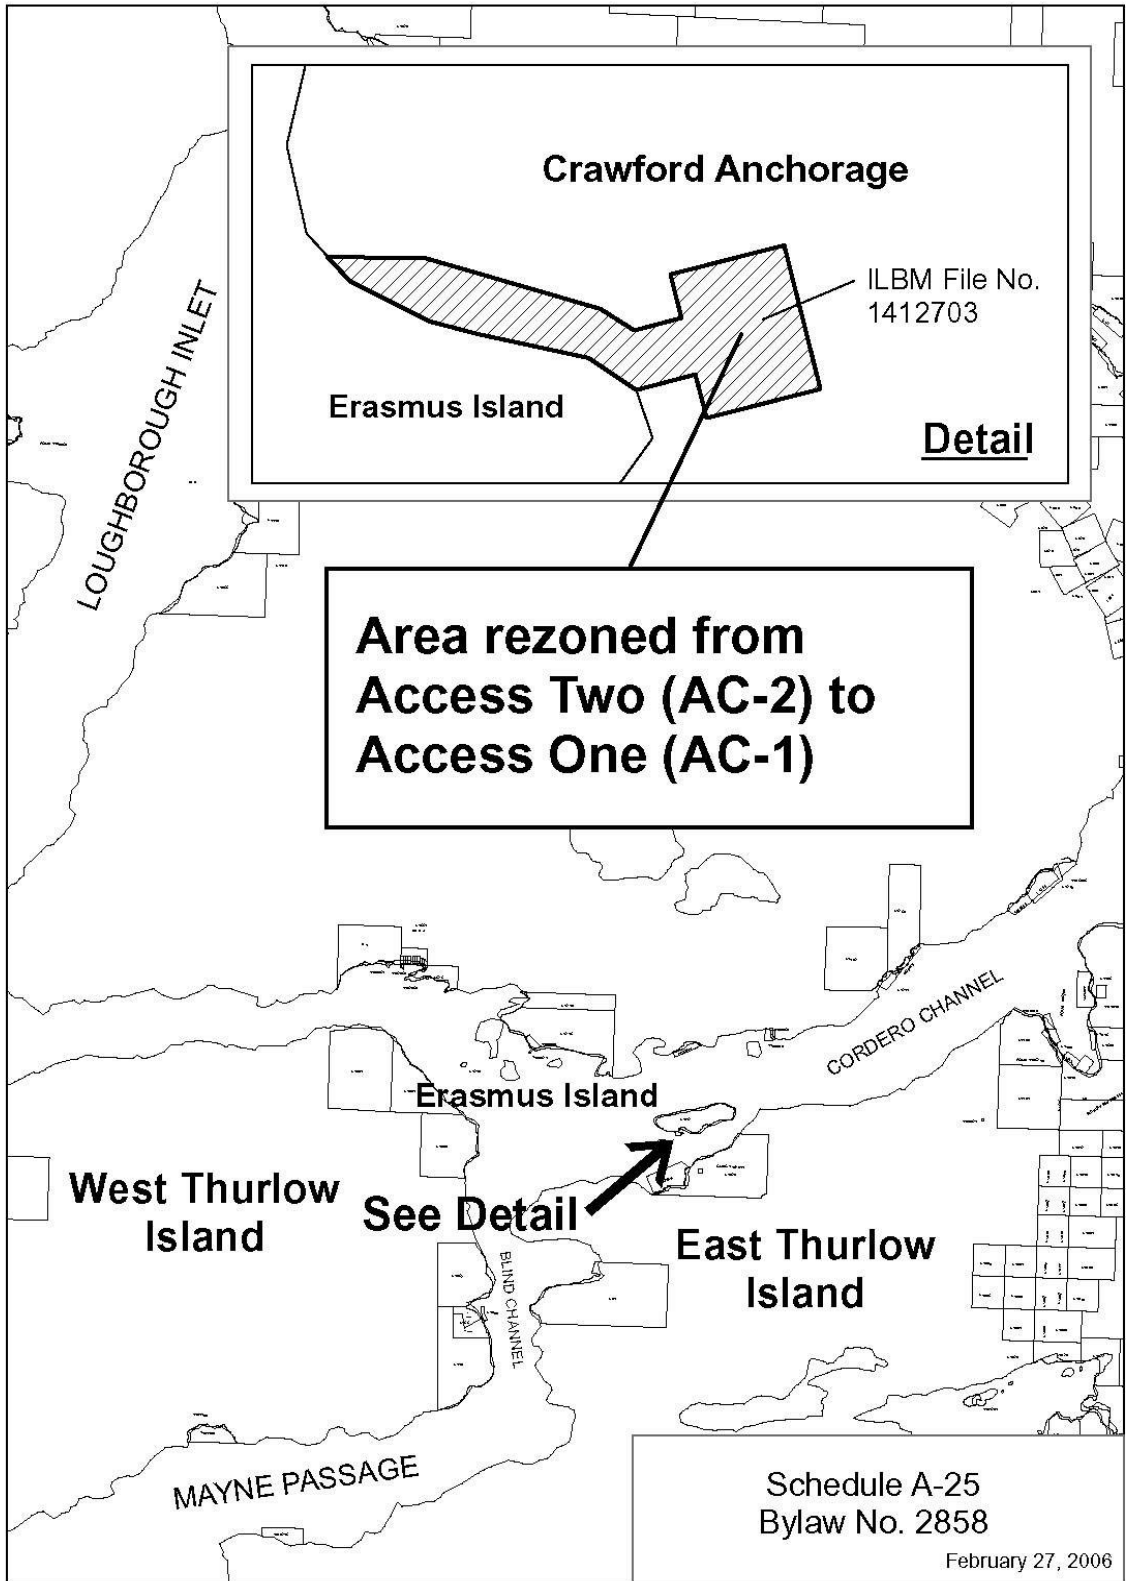 Crawford Anchorage
ILBM File No.
1412703
Erasmus Island
Detail
LOUGHBOROUGH INLET
Area rezoned from
Access Two (AC-2) to
Access One (AC-1)
CORDERO CHANNEL
Erasmus Island
West Thurlow
Island
See Detail
East Thurlow
Island
BLIND CHANNEL
MAYNE PASSAGE
Schedule A-25
Bylaw No. 2858
February 27, 2006